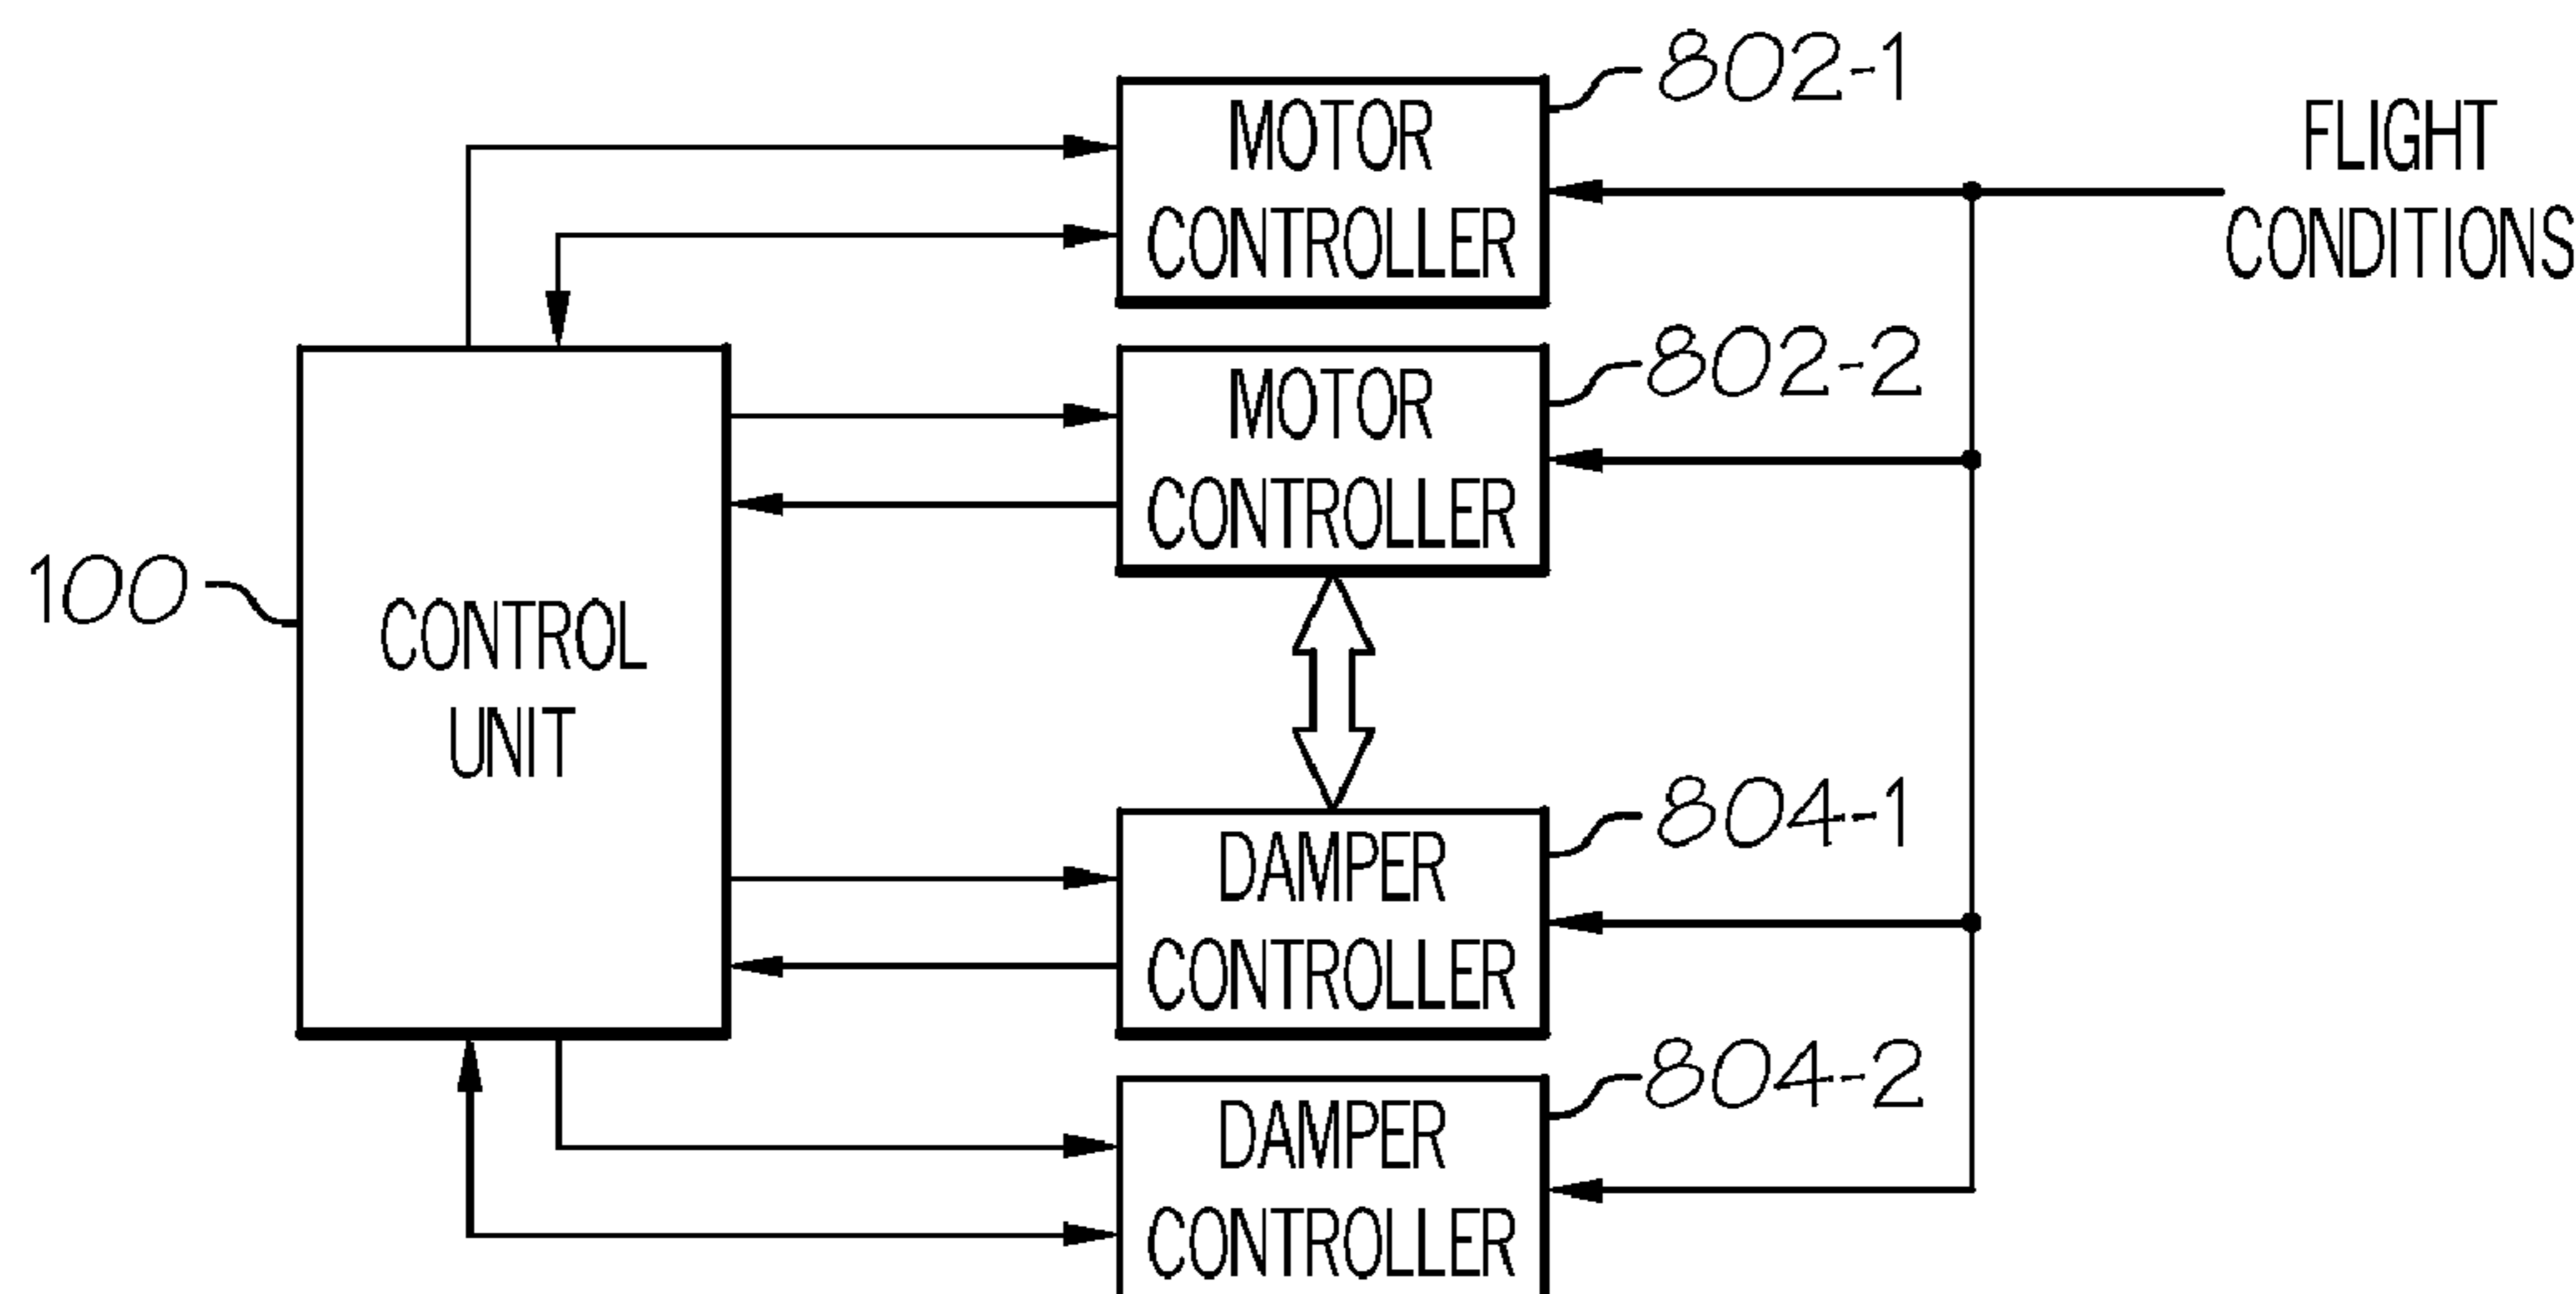 802-1
MOTOR
CONTROLLER
FLIGHT
CONDITIONS
802-2
MOTOR
CONTROLLER
100
CONTROL
UNIT
804-1
DAMPER
CONTROLLER
804-2
DAMPER
CONTROLLER